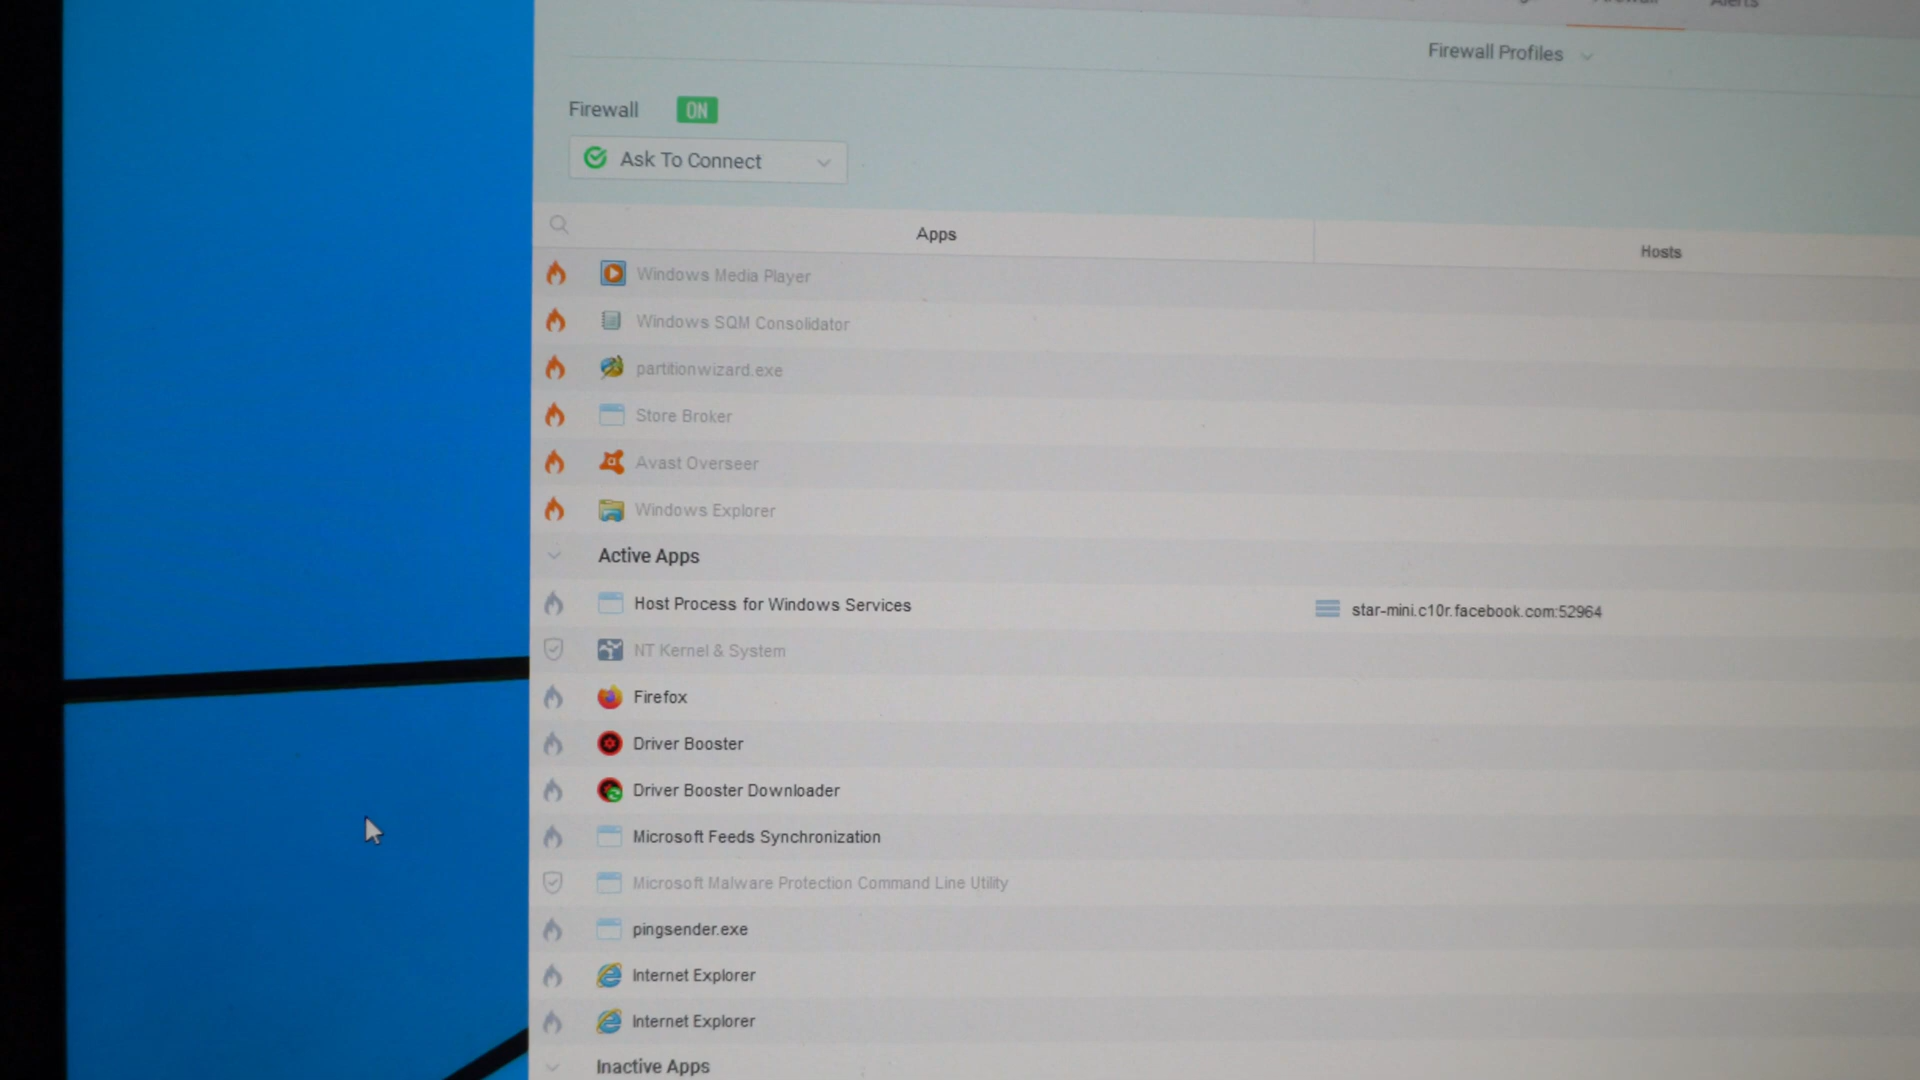 Alerts
Firewall Profiles
Firewall ON
Ask To Connect
Apps Hosts
Windows Media Player
Windows SQM Consolidator
partitionwizard.exe
Store Broker
Avast Overseer
Windows Explorer
Active Apps
Host Process for Windows Services star-mini.c10r.facebook.com:52964
NT Kernel & System
Firefox
Driver Booster
Driver Booster Downloader
Microsoft Feeds Synchronization
Microsoft Malware Protection Command Line Utility
pingsender.exe
Internet Explorer
Internet Explorer
Inactive Apps